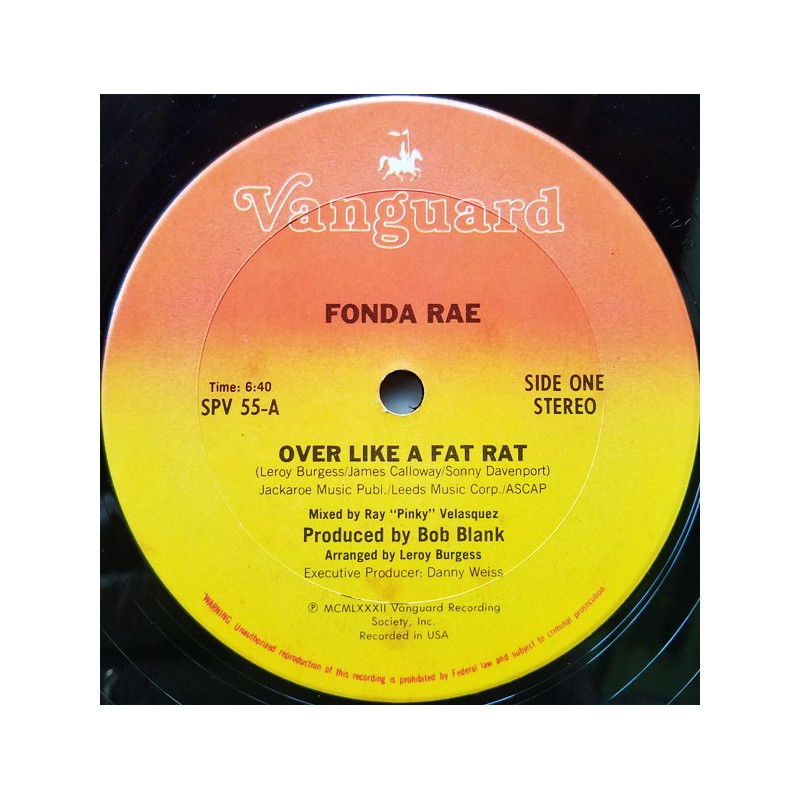 Vanguard
FONDA RAE
Time: 6:40
SPV 55-A
SIDE ONE
STEREO
OVER LIKE A FAT RAT
(Leroy Burgess/James Calloway/Sonny Davenport)
Jackaroe Music Publ./Leeds Music Corp./ASCAP
Mixed by Ray "Pinky" Velasquez
Produced by Bob Blank
Arranged by Leroy Burgess
Executive Producer: Danny Weiss
℗ MCMLXXXII Vanguard Recording
Society, Inc.
Recorded in USA
"WARNING. Unauthorized reproduction of this recording is prohibited by Federal law and subject to criminal prosecution"